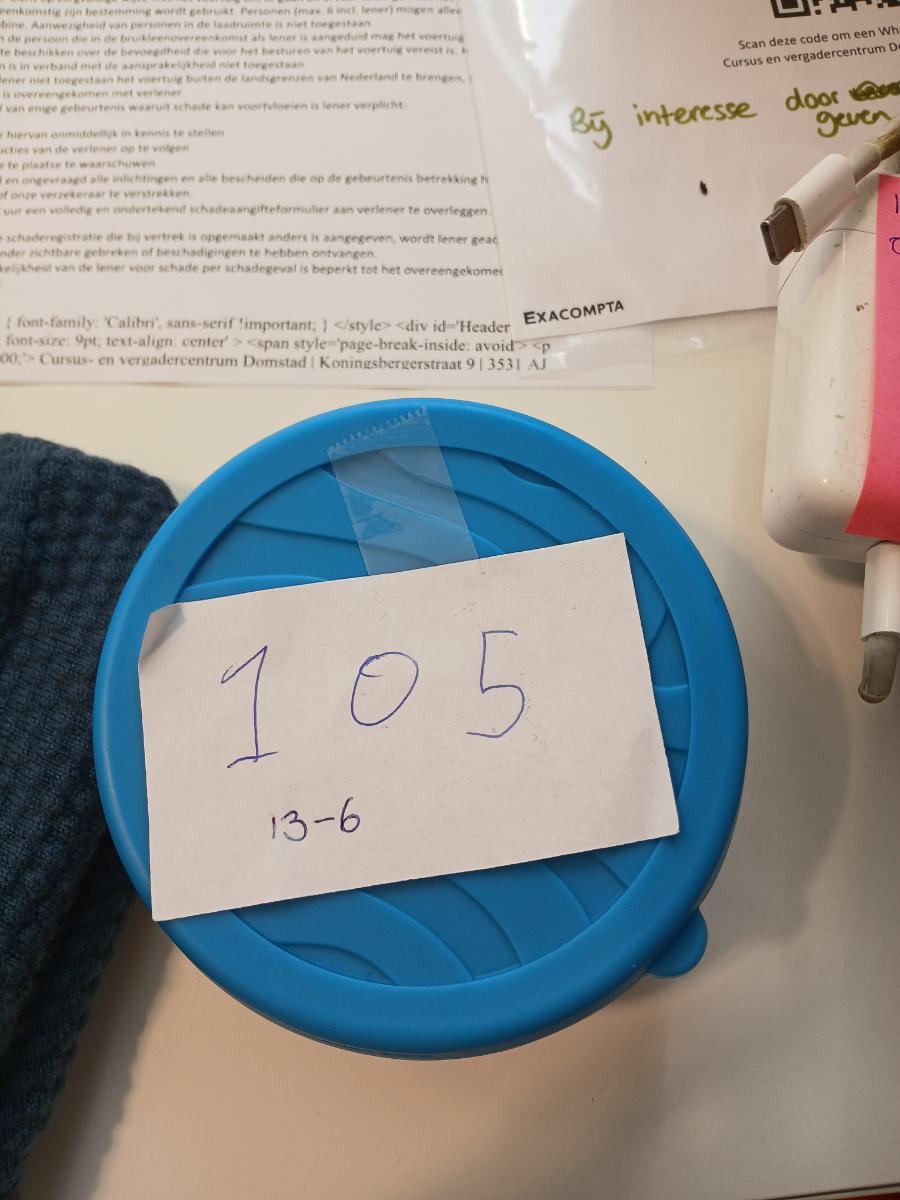 eenkomstig zijn bestemming wordt gebruikt. Personen (max. 6 incl. lener) mogen
bine. Aanwezigheid van personen in de laadruimte is niet toegestaan.
de persoon die in de bruikleenovereenkomst als lener is aangeduid mag het voertuig
te beschikken over de bevoegdheid die voor het besturen van het voertuig vereist is.
n is in verband met de aansprakelijkheid niet toegestaan.
ener niet toegestaan het voertuig buiten de landsgrenzen van Nederland te brengen,
is overeengekomen met verlener.
van enige gebeurtenis waaruit schade kan voortvloeien is lener verplicht:
hiervan onmiddellijk in kennis te stellen
ucties van de verlener op te volgen
e te plaatse te waarschuwen
en ongevraagd alle inlichtingen en alle bescheiden die op de gebeurtenis betrekking h
of onze verzekeraar te verstrekken.
uur een volledig en ondertekend schadeaangifteformulier aan verlener te overleggen.
schaderegistratie die bij vertrek is opgemaakt anders is aangegeven, wordt lener geac
nder zichtbare gebreken of beschadigingen te hebben ontvangen.
kelijkheid van de lener voor schade per schadegeval is beperkt tot het overeengekomen
{ font-family: 'Calibri', sans-serif !important; } </style> <div id='Header
font-size: 9pt; text-align: center' > <span style='page-break-inside: avoid'> <p
00;'> Cursus- en vergadercentrum Domstad | Koningsbergerstraat 9 | 3531 AJ
Scan deze code om een Wh
Cursus en vergadercentrum Do
Bij interesse door
geven
EXACOMPTA
105
13-6